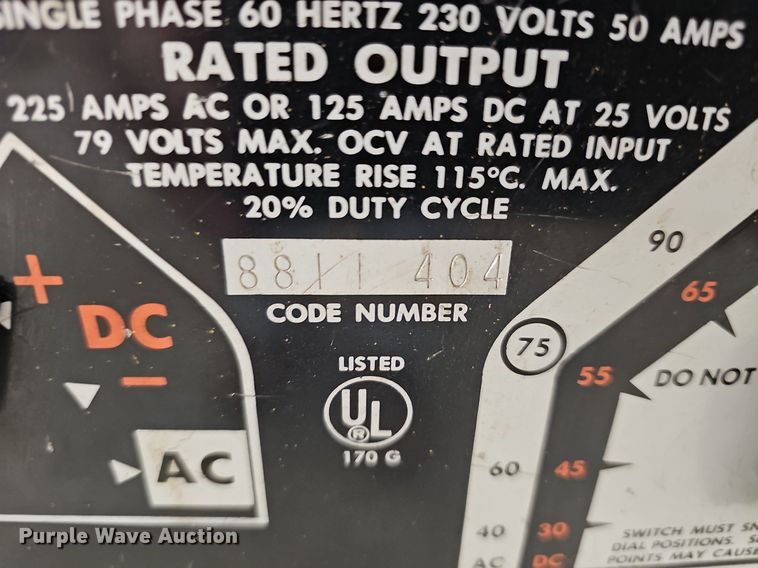 SINGLE PHASE 60 HERTZ 230 VOLTS 50 AMPS
RATED OUTPUT
225 AMPS AC OR 125 AMPS DC AT 25 VOLTS
79 VOLTS MAX. OCV AT RATED INPUT
TEMPERATURE RISE 115°C. MAX.
20% DUTY CYCLE
8811 404
CODE NUMBER
LISTED
UL
®
170 G
+
DC
−
AC
90
65
75
55
DO NOT
60
45
40
30
AC
DC
SWITCH MUST SN
DIAL POSITIONS. S
POINTS MAY CAUSE
Purple Wave Auction